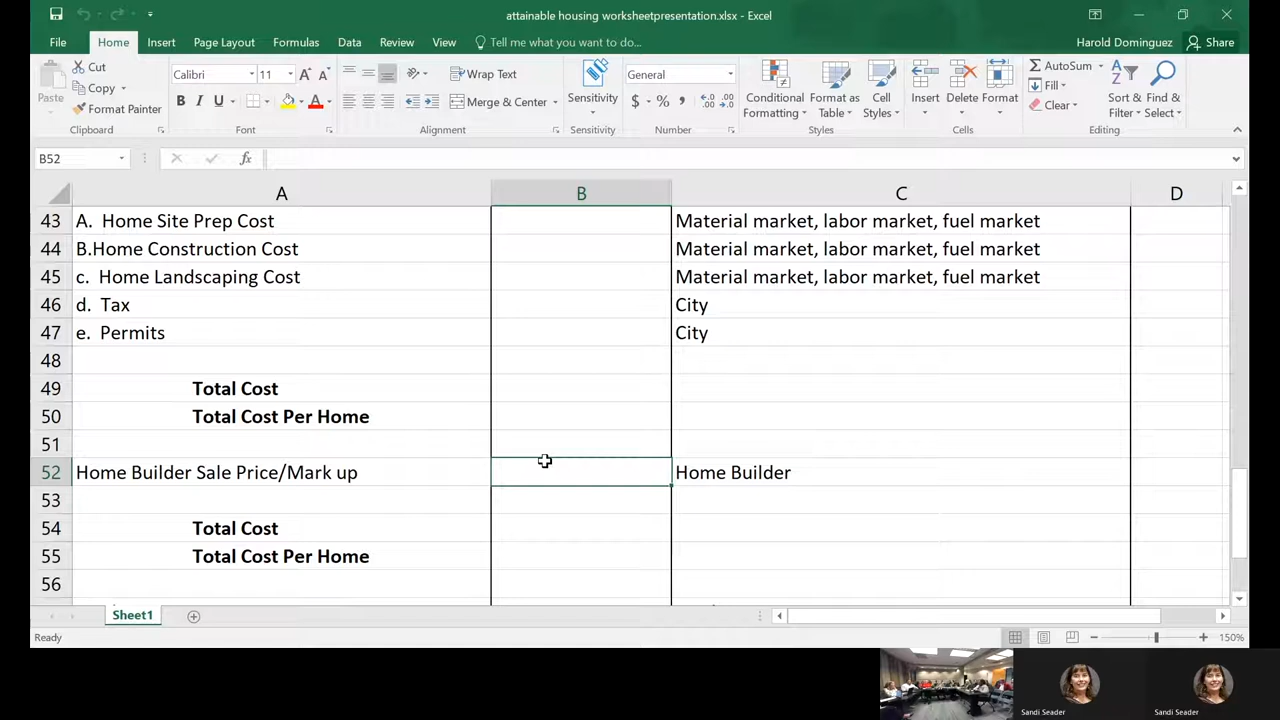 attainable housing worksheetpresentation.xlsx - Excel
File Home Insert Page Layout Formulas Data Review View Tell me what you want to do... Harold Dominguez Share
Paste Cut Calibri 11 A A Wrap Text Sensitivity General Conditional Formatting Format as Table Cell Styles Insert Delete Format AutoSum Sort & Filter Find & Select
Copy B I U A Merge & Center $ % , Fill
Format Painter Clear
Clipboard Font Alignment Sensitivity Number Styles Cells Editing
B52 fx
A B C D
43 A. Home Site Prep Cost Material market, labor market, fuel market
44 B.Home Construction Cost Material market, labor market, fuel market
45 c. Home Landscaping Cost Material market, labor market, fuel market
46 d. Tax City
47 e. Permits City
48
49 Total Cost
50 Total Cost Per Home
51
52 Home Builder Sale Price/Mark up Home Builder
53
54 Total Cost
55 Total Cost Per Home
56
Sheet1
Ready 150%
Sandi Seader Sandi Seader